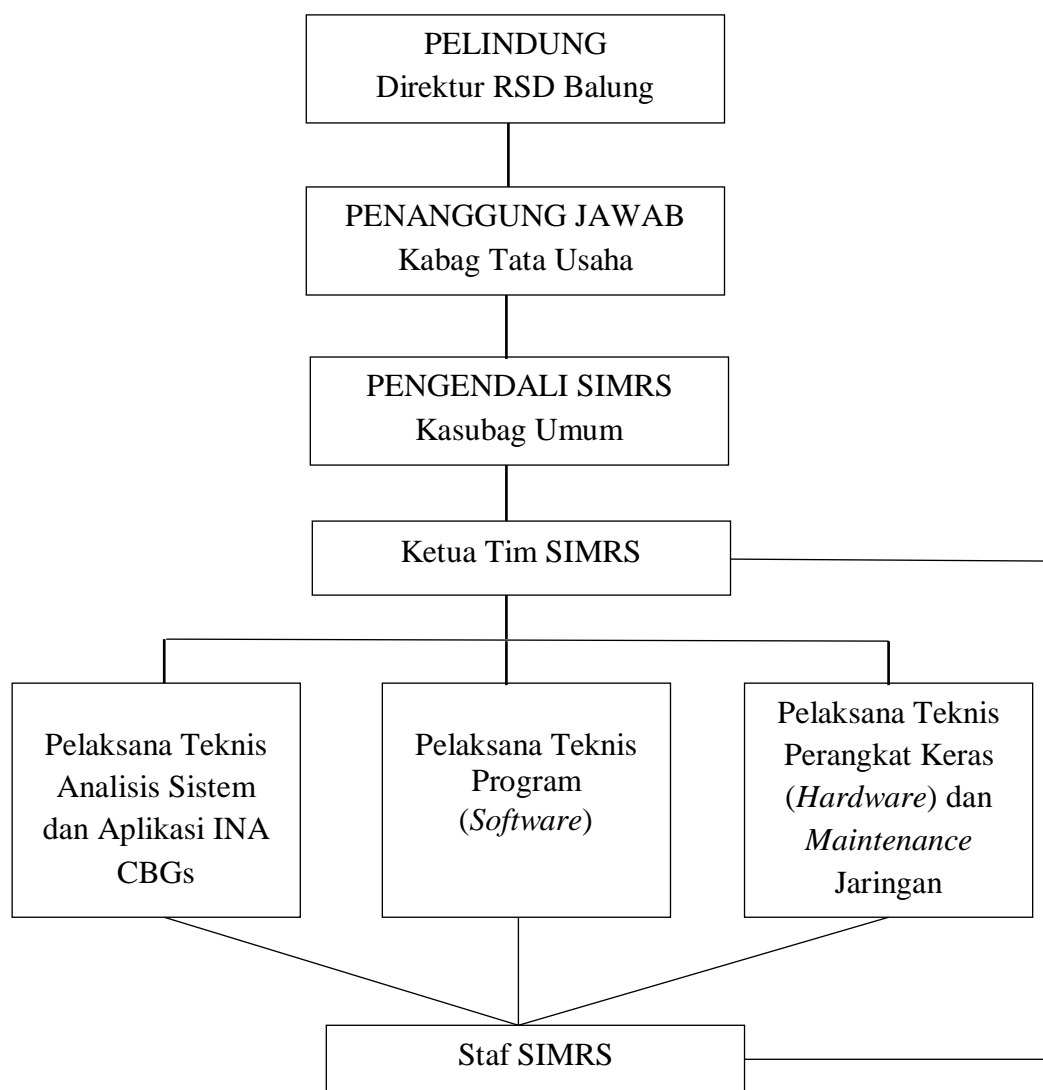 PELINDUNG
Direktur RSD Balung
PENANGGUNG JAWAB
Kabag Tata Usaha
PENGENDALI SIMRS
Kasubag Umum
Ketua Tim SIMRS
Pelaksana Teknis
Analisis Sistem
dan Aplikasi INA
CBGs
Pelaksana Teknis
Program
(Software)
Pelaksana Teknis
Perangkat Keras
(Hardware) dan
Maintenance
Jaringan
Staf SIMRS